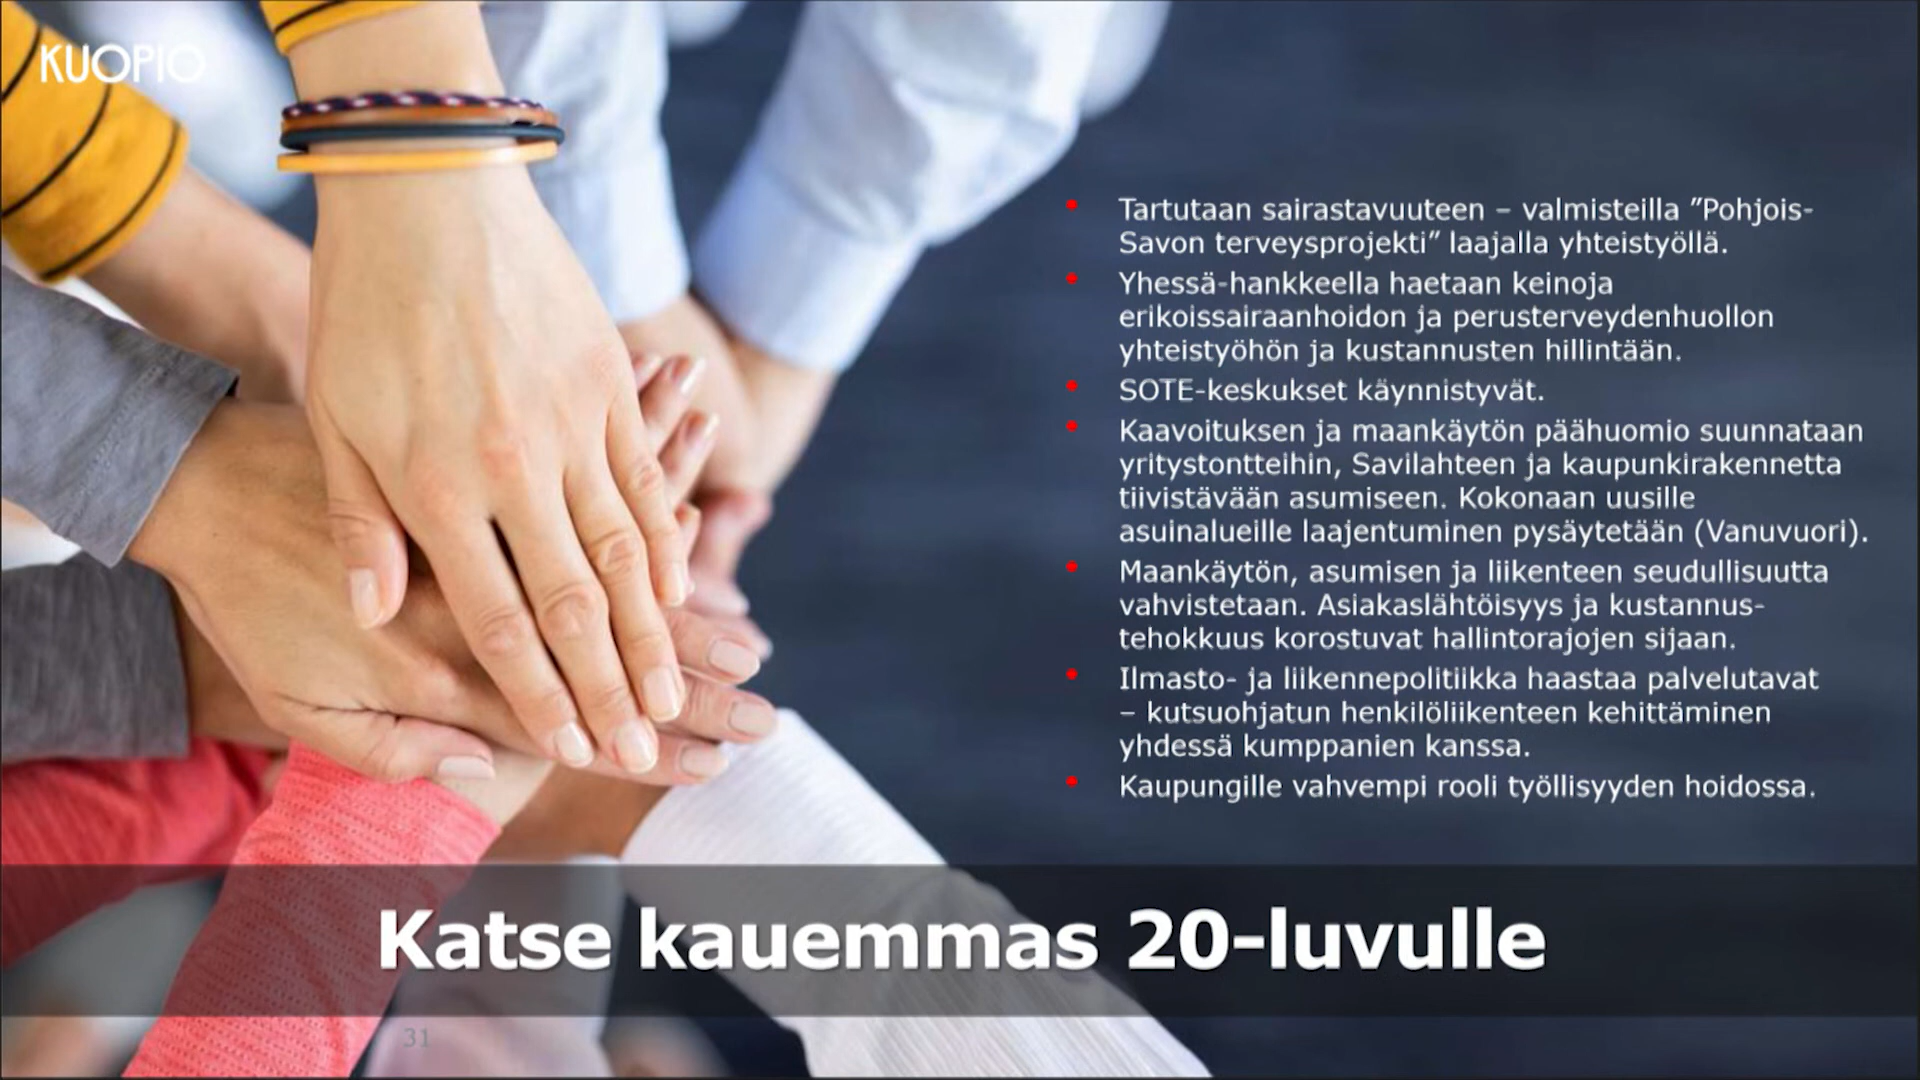 KUOPIO
Tartutaan sairastavuuteen – valmisteilla ”Pohjois-
Savon terveysprojekti” laajalla yhteistyöllä.
Yhessä-hankkeella haetaan keinoja
erikoissairaanhoidon ja perusterveydenhuollon
yhteistyöhön ja kustannusten hillintään.
SOTE-keskukset käynnistyvät.
Kaavoituksen ja maankäytön päähuomio suunnataan
yritystontteihin, Savilahteen ja kaupunkirakennetta
tiivistävään asumiseen. Kokonaan uusille
asuinalueille laajentuminen pysäytetään (Vanuvuori).
Maankäytön, asumisen ja liikenteen seudullisuutta
vahvistetaan. Asiakaslähtöisyys ja kustannus-
tehokkuus korostuvat hallintorajojen sijaan.
Ilmasto- ja liikennepolitiikka haastaa palvelutavat
– kutsuohjatun henkilöliikenteen kehittäminen
yhdessä kumppanien kanssa.
Kaupungille vahvempi rooli työllisyyden hoidossa.
Katse kauemmas 20-luvulle
31